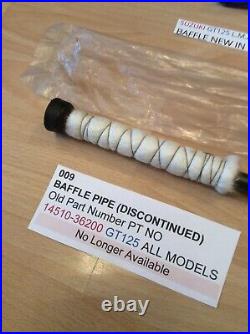 SUZUKI GT125 L.M.
BAFFLE NEW IN
009
BAFFLE PIPE (DISCONTINUED)
Old Part Number PT NO
14510-36200 GT125 ALL MODELS
No Longer Available